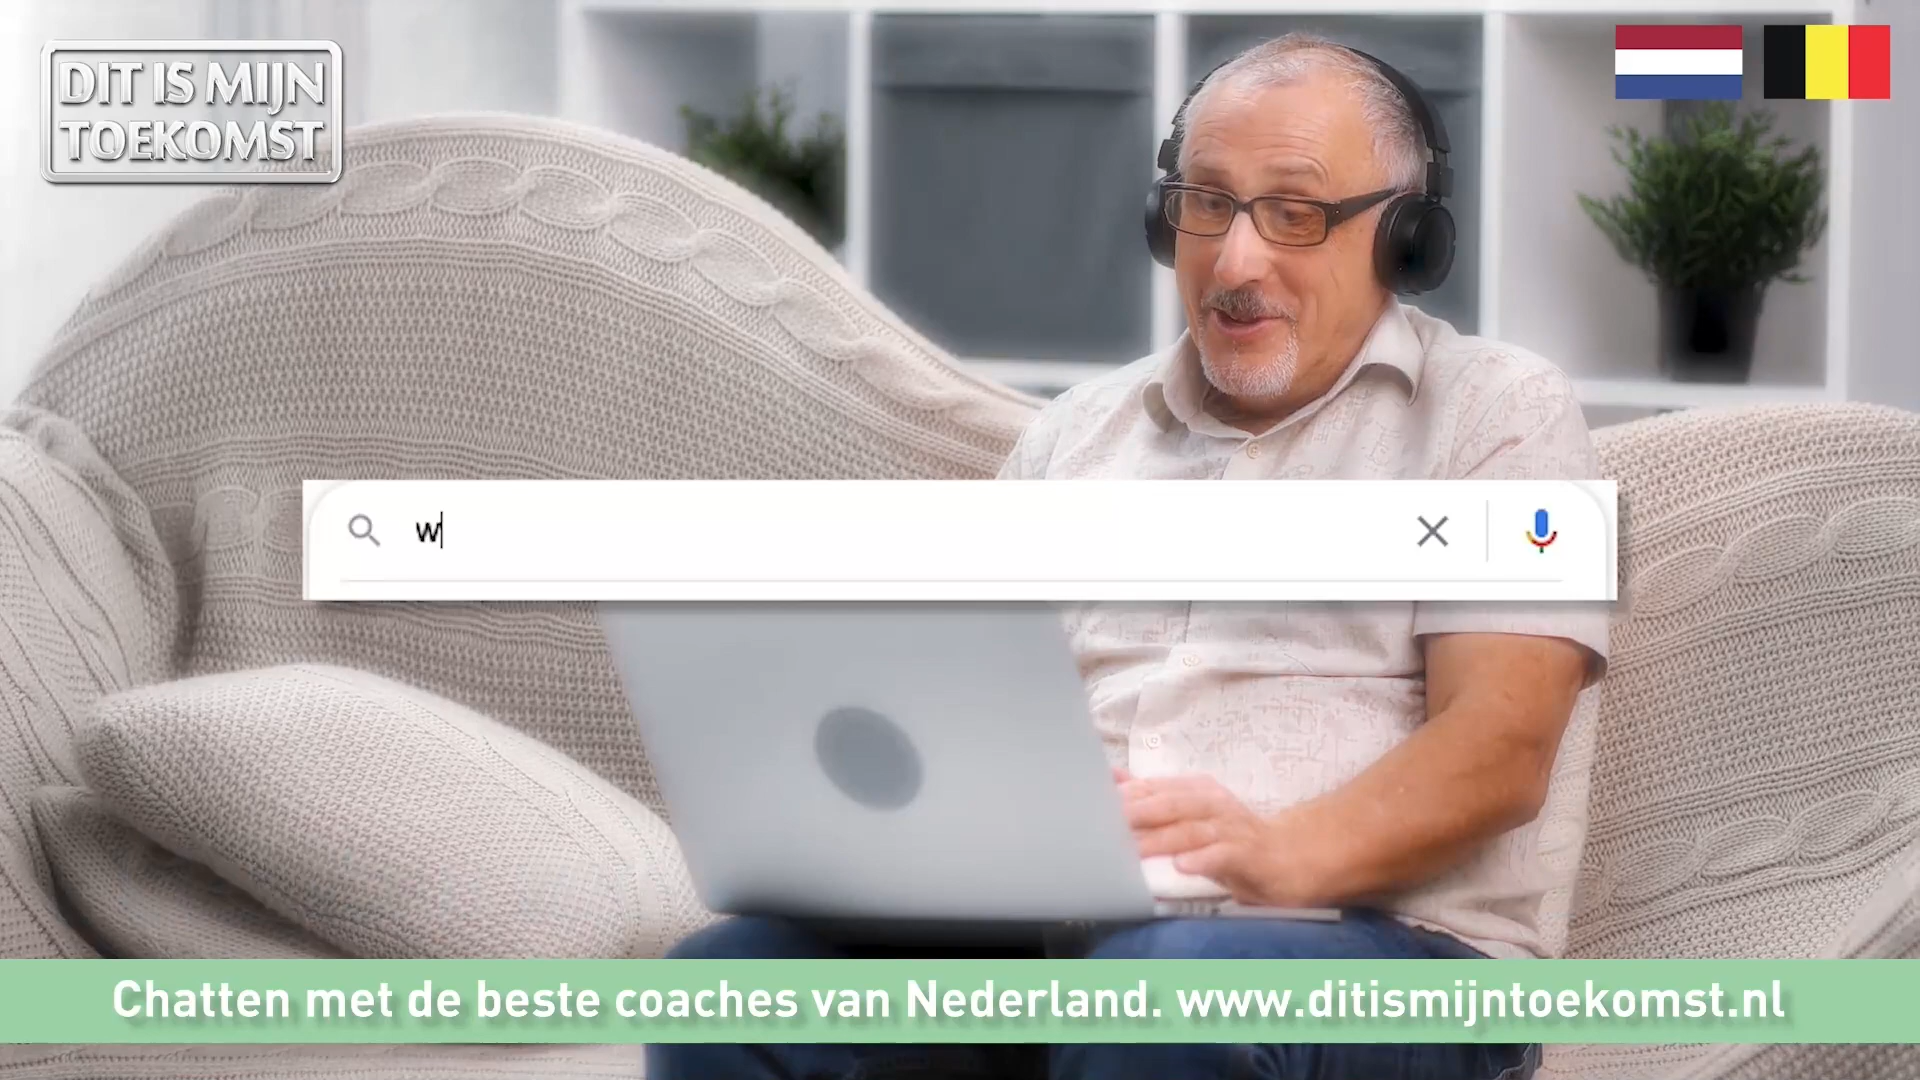 DIT IS MIJN
TOEKOMST
w
Chatten met de beste coaches van Nederland. www.ditismijntoekomst.nl